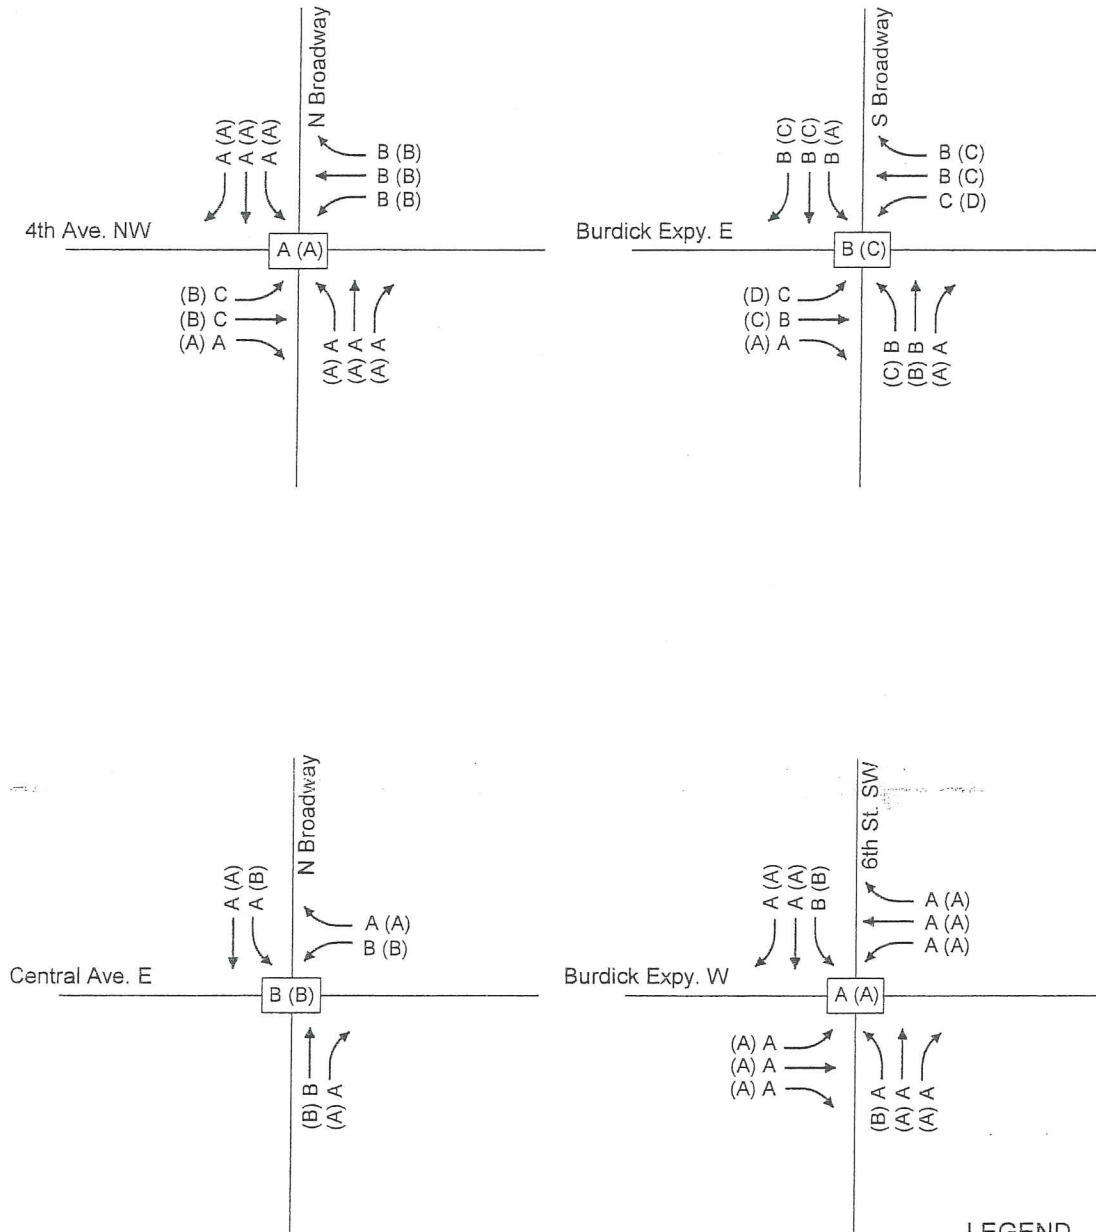 N Broadway
A (A)
A (A)
A (A)
B (B)
B (B)
B (B)
4th Ave. NW
A (A)
(B) C
(B) C
(A) A
(A) A
(A) A
(A) A
S Broadway
B (C)
B (C)
B (A)
B (C)
B (C)
C (D)
Burdick Expy. E
B (C)
(D) C
(C) B
(A) A
(C) B
(B) B
(A) A
N Broadway
A (A)
A (B)
A (A)
B (B)
Central Ave. E
B (B)
(B) B
(A) A
6th St. SW
A (A)
A (A)
B (B)
A (A)
A (A)
A (A)
Burdick Expy. W
A (A)
(A) A
(A) A
(A) A
(B) A
(A) A
(A) A
LEGEND